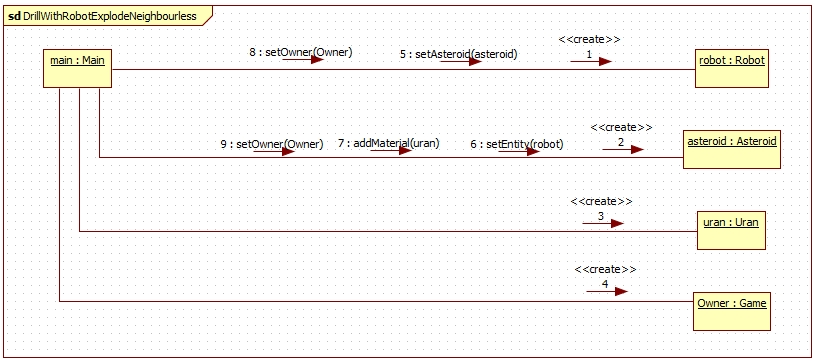 sd DrillWithRobotExplodeNeighbourless
<<create>>
8 : setOwner(Owner) 5 : setAsteroid(asteroid) 1
main : Main robot : Robot
<<create>>
9 : setOwner(Owner) 7 : addMaterial(uran) 6 : setEntity(robot) 2
asteroid : Asteroid
<<create>>
3
uran : Uran
<<create>>
4
Owner : Game